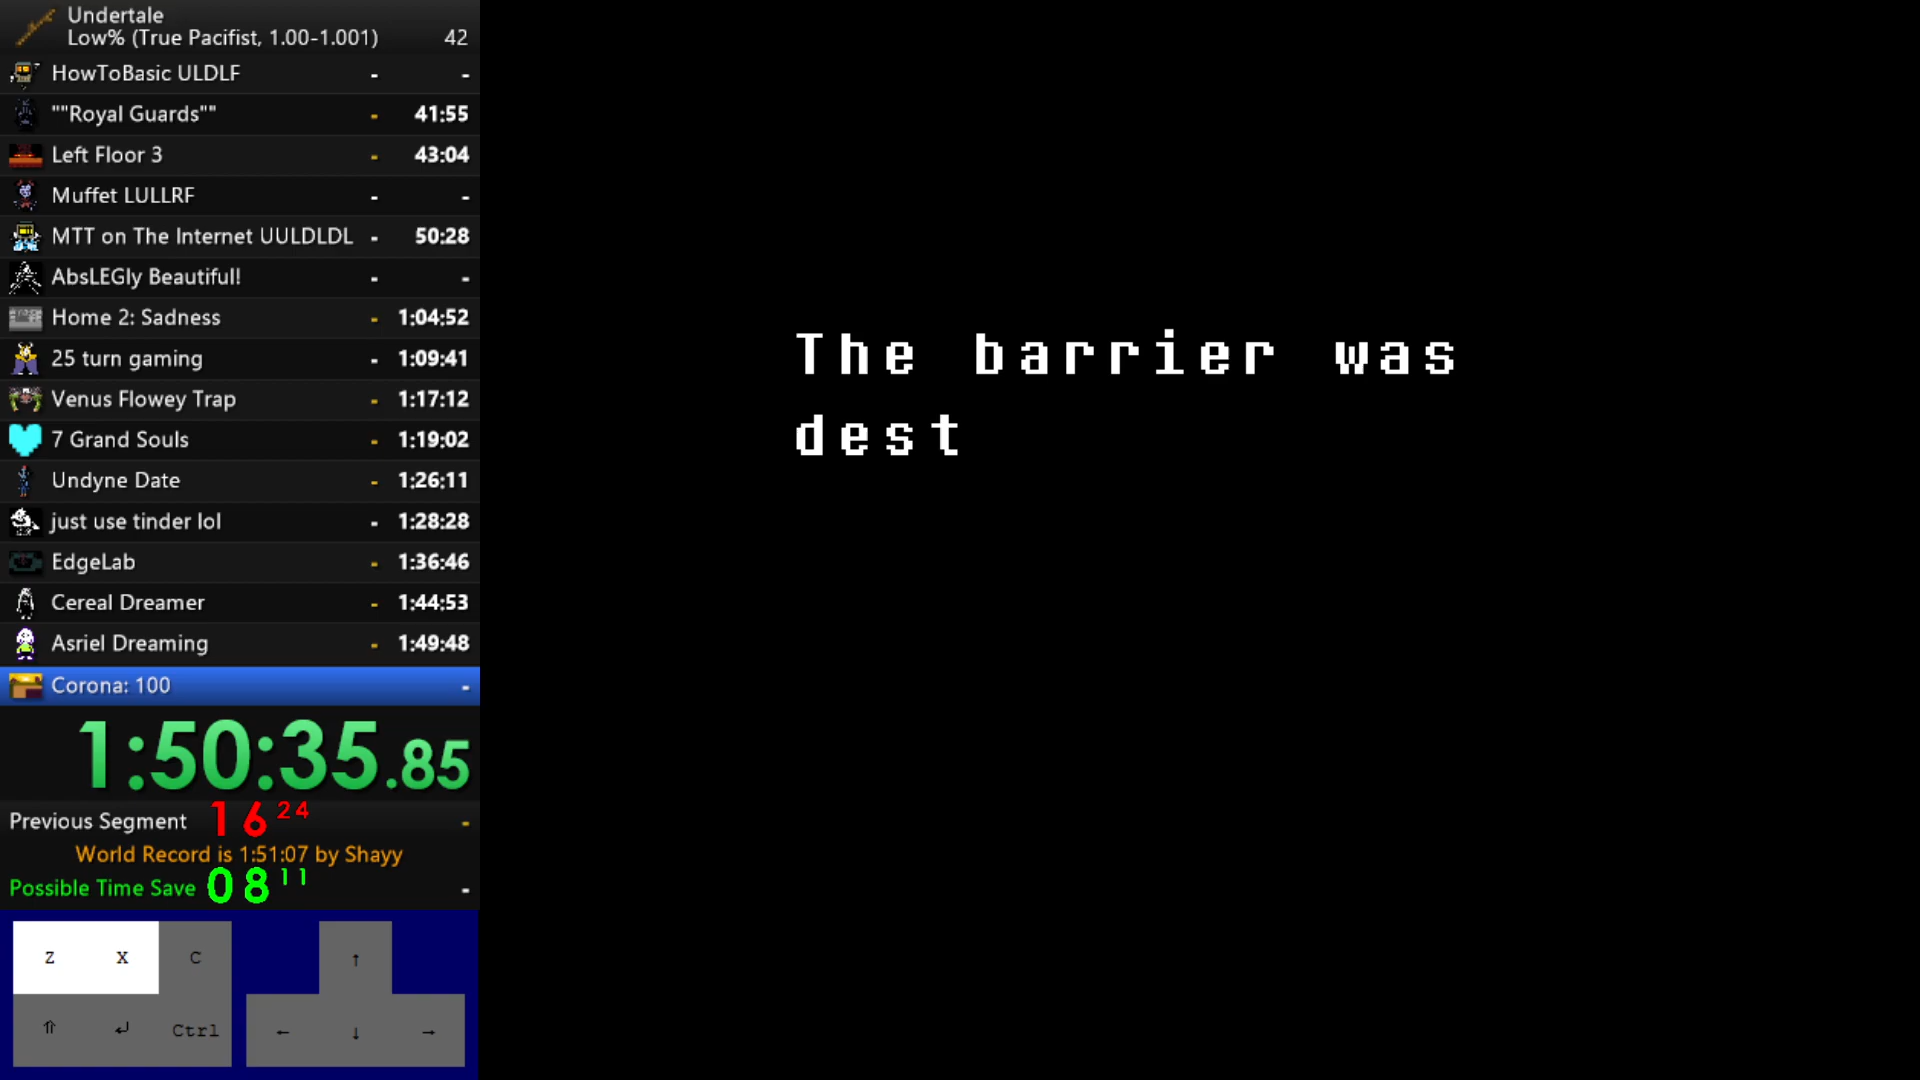 Undertale
Low% (True Pacifist, 1.00-1.001) 42
HowToBasic ULDLF - -
""Royal Guards"" - 41:55
Left Floor 3 - 43:04
Muffet LULLRF - -
MTT on The Internet UULDLDL - 50:28
AbsLEGly Beautiful! - -
Home 2: Sadness - 1:04:52
25 turn gaming - 1:09:41
Venus Flowey Trap - 1:17:12
7 Grand Souls - 1:19:02
Undyne Date - 1:26:11
just use tinder lol - 1:28:28
EdgeLab - 1:36:46
Cereal Dreamer - 1:44:53
Asriel Dreaming - 1:49:48
Corona: 100 -
1:50:35.85
Previous Segment 16 24 -
World Record is 1:51:07 by Shayy
Possible Time Save 08 11 -
Z X C ↑
⇧ ↵ Ctrl ← ↓ →
The barrier was
dest